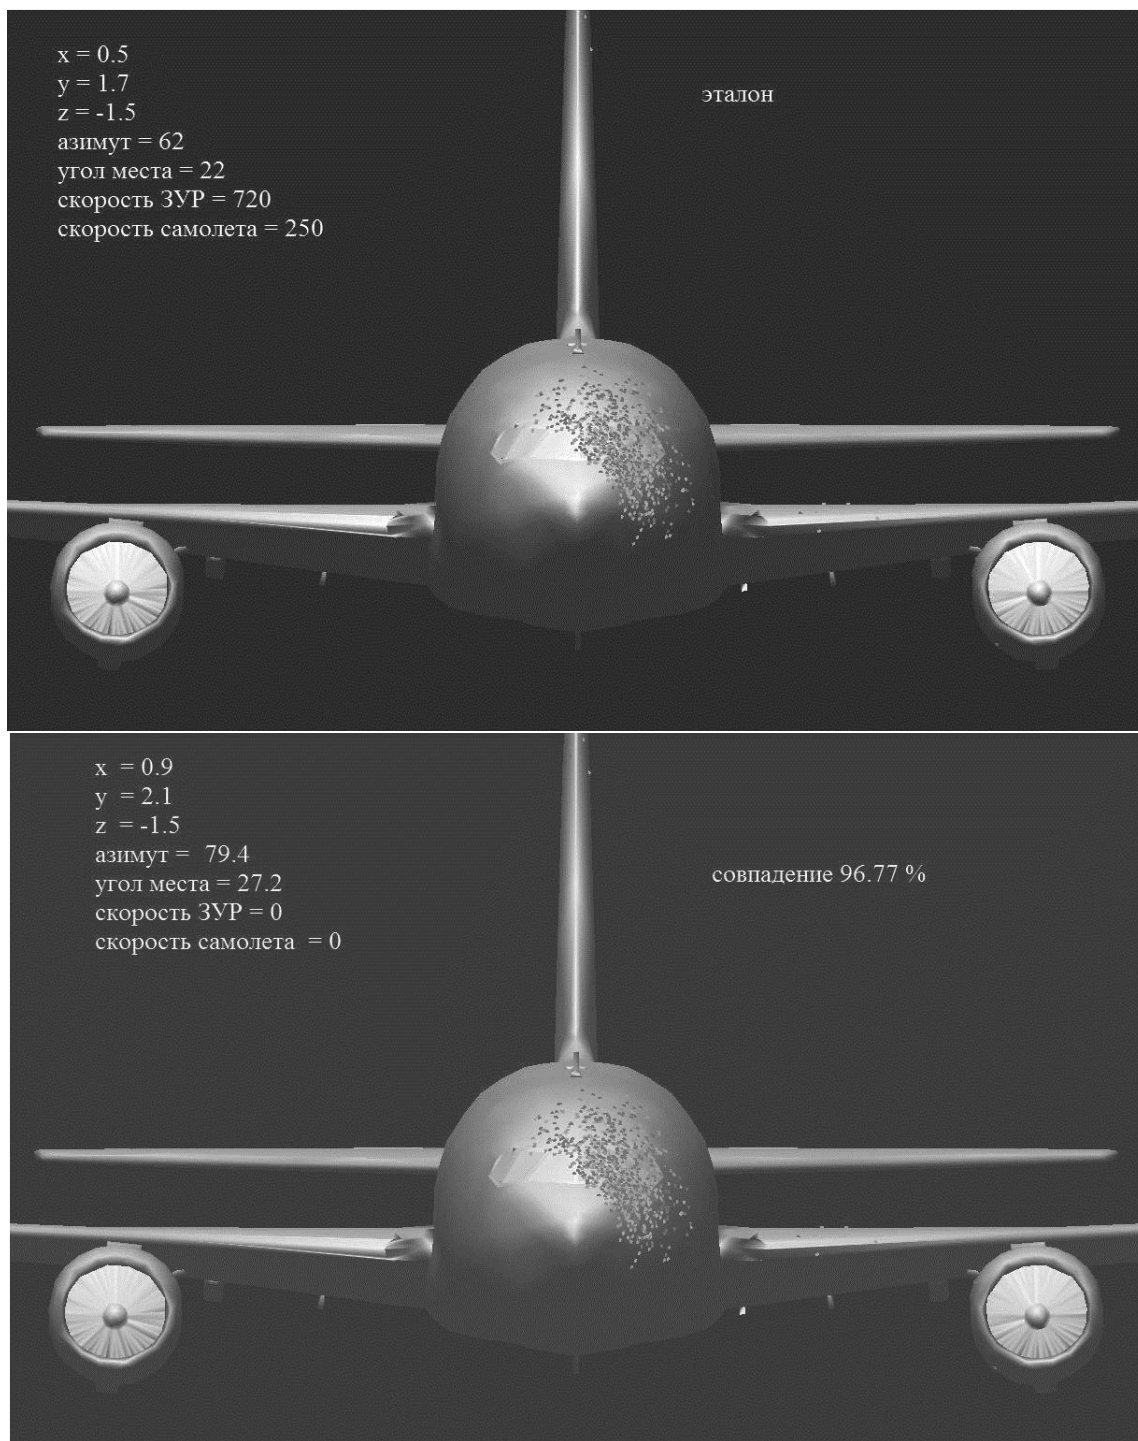 x = 0.5
y = 1.7
z = -1.5
азимут = 62
угол места = 22
скорость ЗУР = 720
скорость самолета = 250
эталон
x = 0.9
y = 2.1
z = -1.5
азимут = 79.4
угол места = 27.2
скорость ЗУР = 0
скорость самолета = 0
совпадение 96.77 %